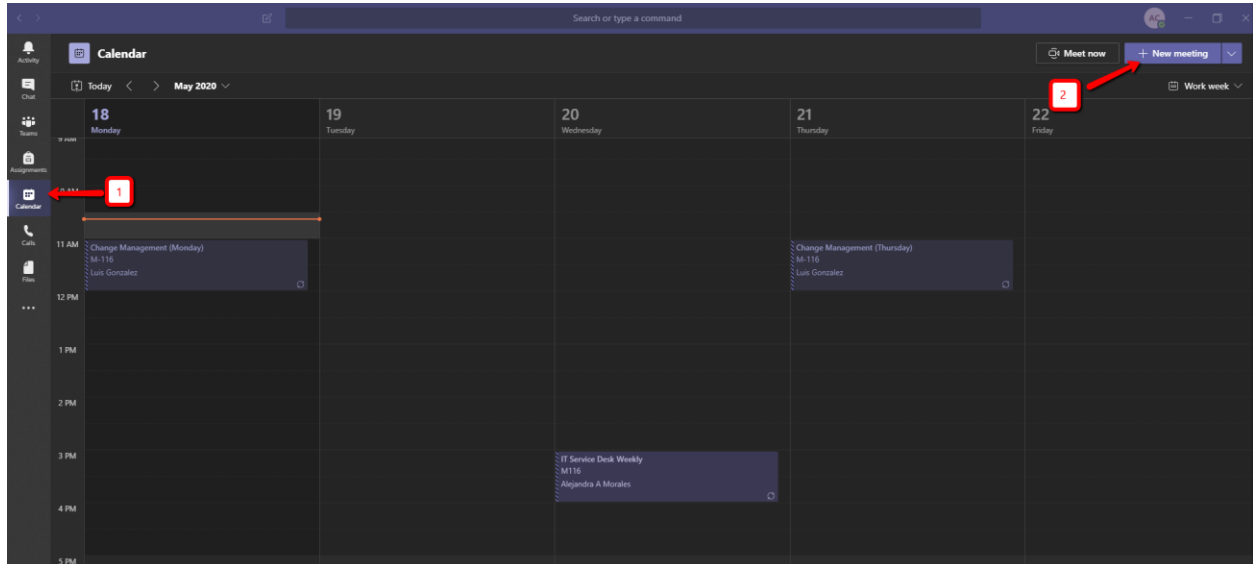 Search or type a command
AC
Activity
Calendar
Meet now
+ New meeting
Chat
Today
May 2020
2
Work week
Teams
18
Monday
19
Tuesday
20
Wednesday
21
Thursday
22
Friday
9 AM
Assignments
1
Calendar
Calls
11 AM
Change Management (Monday)
M-116
Luis Gonzalez
Change Management (Thursday)
M-116
Luis Gonzalez
Files
12 PM
1 PM
2 PM
3 PM
IT Service Desk Weekly
M116
Alejandra A Morales
4 PM
5 PM